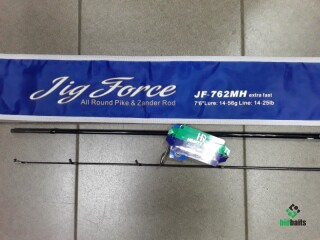 Jig Force
All Round Pike & Zander Rod
JF-762MH extra fast
7'6" Lure: 14-56g Line: 14-25lb
bigbaits